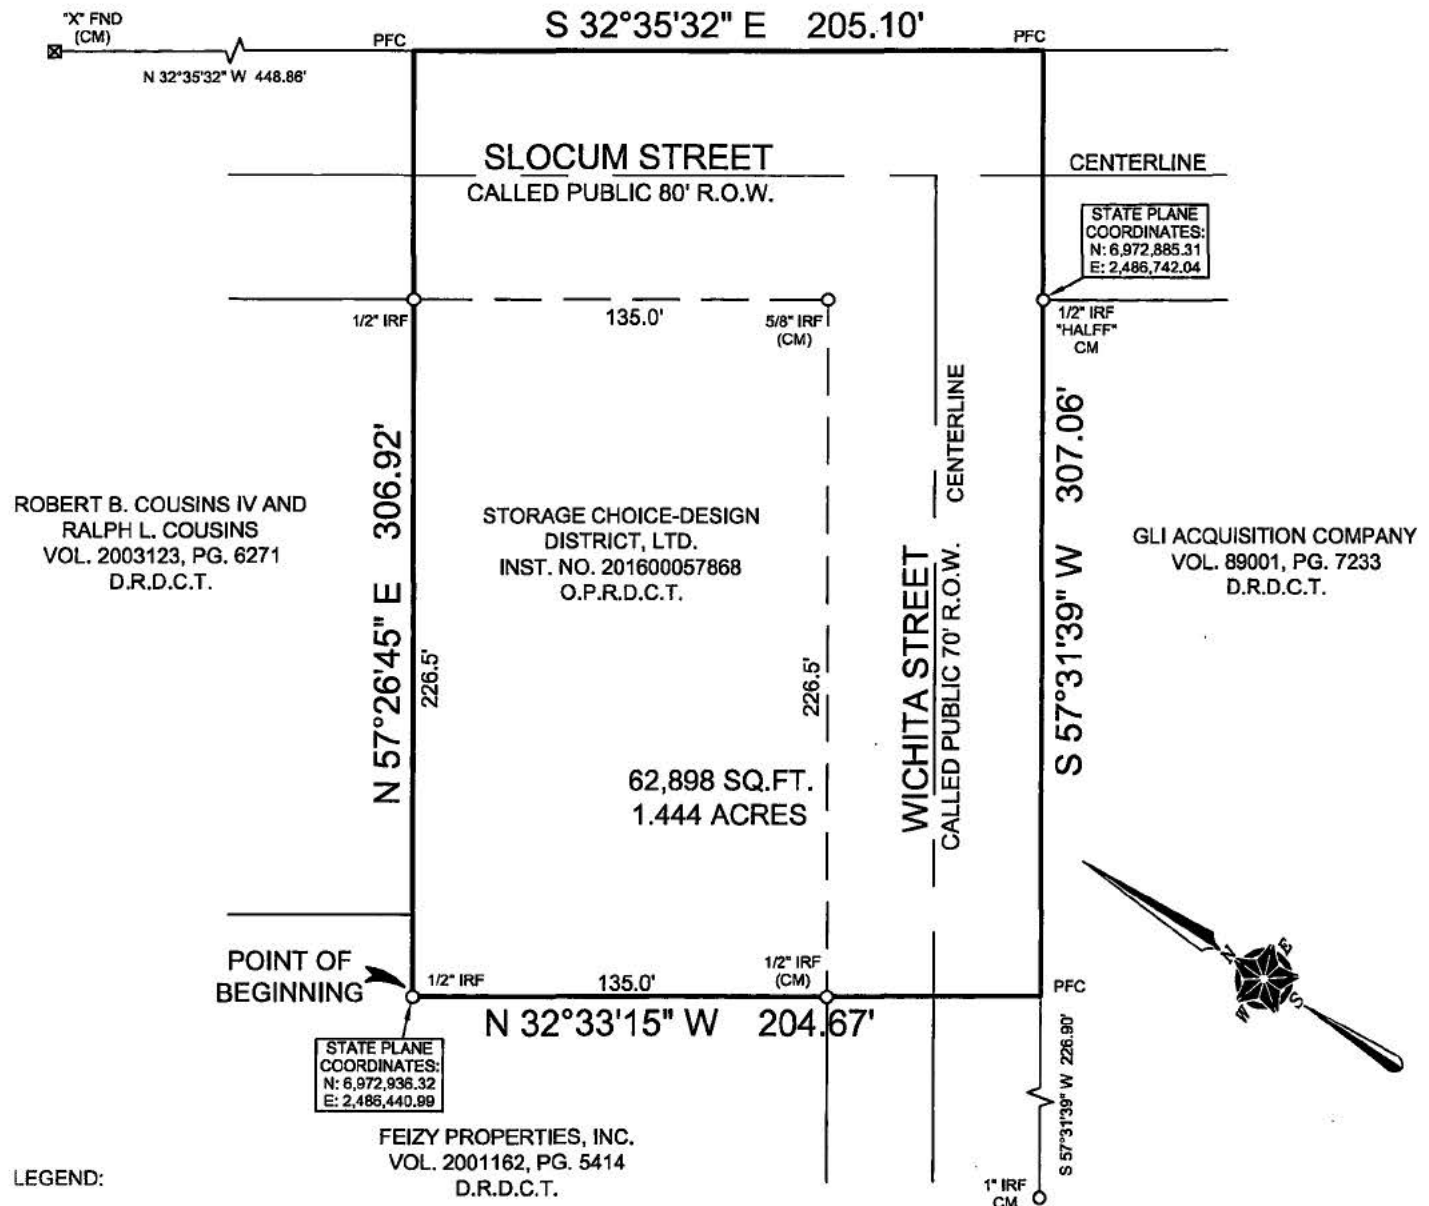 "X" FND
(CM)
N 32°35'32" W 448.86'
PFC
S 32°35'32" E 205.10'
PFC
SLOCUM STREET
CALLED PUBLIC 80' R.O.W.
CENTERLINE
STATE PLANE
COORDINATES:
N: 6,972,885.31
E: 2,486,742.04
1/2" IRF
135.0'
5/8" IRF
(CM)
1/2" IRF
"HALFF"
CM
ROBERT B. COUSINS IV AND
RALPH L. COUSINS
VOL. 2003123, PG. 6271
D.R.D.C.T.
N 57°26'45" E 306.92'
226.5'
STORAGE CHOICE-DESIGN
DISTRICT, LTD.
INST. NO. 201600057868
O.P.R.D.C.T.
62,898 SQ.FT.
1.444 ACRES
226.5'
WICHITA STREET
CALLED PUBLIC 70' R.O.W.
CENTERLINE
S 57°31'39" W 307.06'
GLI ACQUISITION COMPANY
VOL. 89001, PG. 7233
D.R.D.C.T.
N
E
S
W
POINT OF
BEGINNING
1/2" IRF
135.0'
1/2" IRF
(CM)
PFC
N 32°33'15" W 204.67'
STATE PLANE
COORDINATES:
N: 6,972,936.32
E: 2,486,440.99
S 57°31'39" W 226.90'
FEIZY PROPERTIES, INC.
VOL. 2001162, PG. 5414
D.R.D.C.T.
LEGEND:
1" IRF
CM